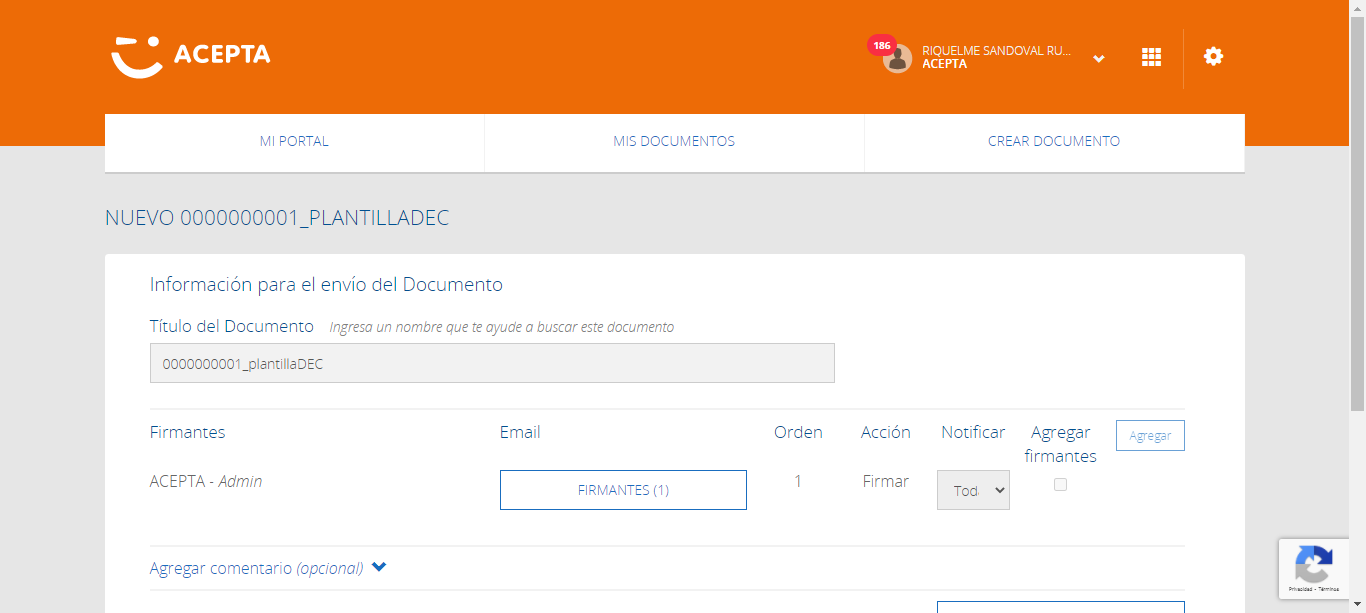 ACEPTA
186
RIQUELME SANDOVAL RU...
ACEPTA
MI PORTAL
MIS DOCUMENTOS
CREAR DOCUMENTO
NUEVO 0000000001_PLANTILLADEC
Información para el envío del Documento
Título del Documento Ingresa un nombre que te ayude a buscar este documento
0000000001_plantillaDEC
Firmantes Email Orden Acción Notificar Agregar firmantes Agregar
ACEPTA - Admin FIRMANTES (1) 1 Firmar Tod
Agregar comentario (opcional)
Privacidad - Términos